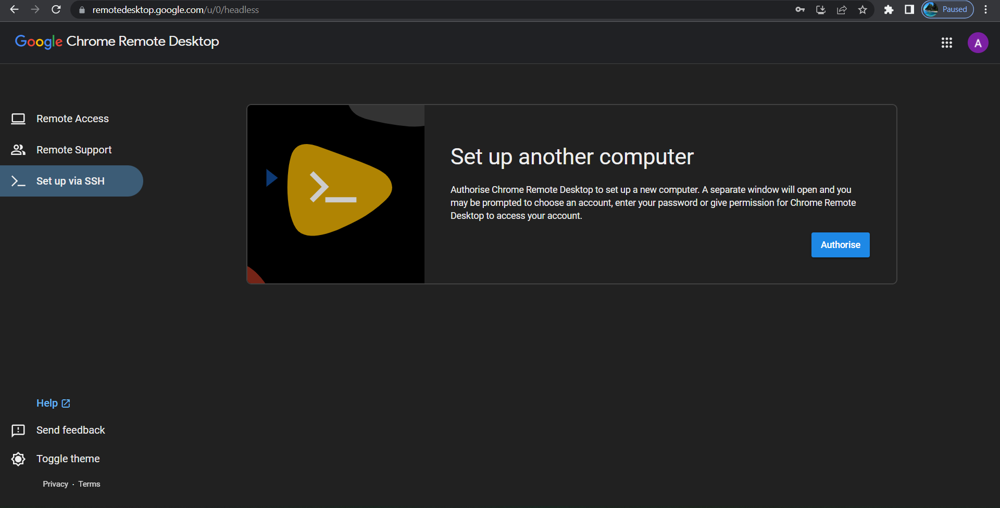 remotedesktop.google.com/u/0/headless
Paused
Google Chrome Remote Desktop
A
Remote Access
Remote Support
Set up via SSH
Set up another computer
Authorise Chrome Remote Desktop to set up a new computer. A separate window will open and you
may be prompted to choose an account, enter your password or give permission for Chrome Remote
Desktop to access your account.
Authorise
Help
Send feedback
Toggle theme
Privacy · Terms